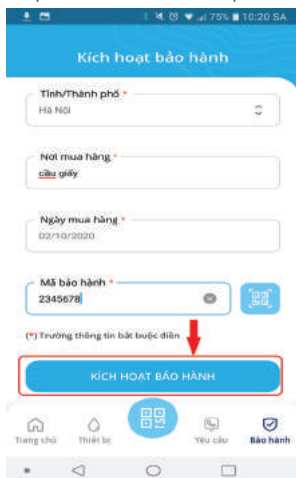 75% 10:20 SA
Kích hoạt bảo hành
Tỉnh/Thành phố *
Hà Nội
Nơi mua hàng *
cầu giấy
Ngày mua hàng *
02/10/2020
Mã bảo hành *
2345678
(*) Trường thông tin bắt buộc điền
KÍCH HOẠT BẢO HÀNH
Trang chủ Thiết bị Yêu cầu Bảo hành